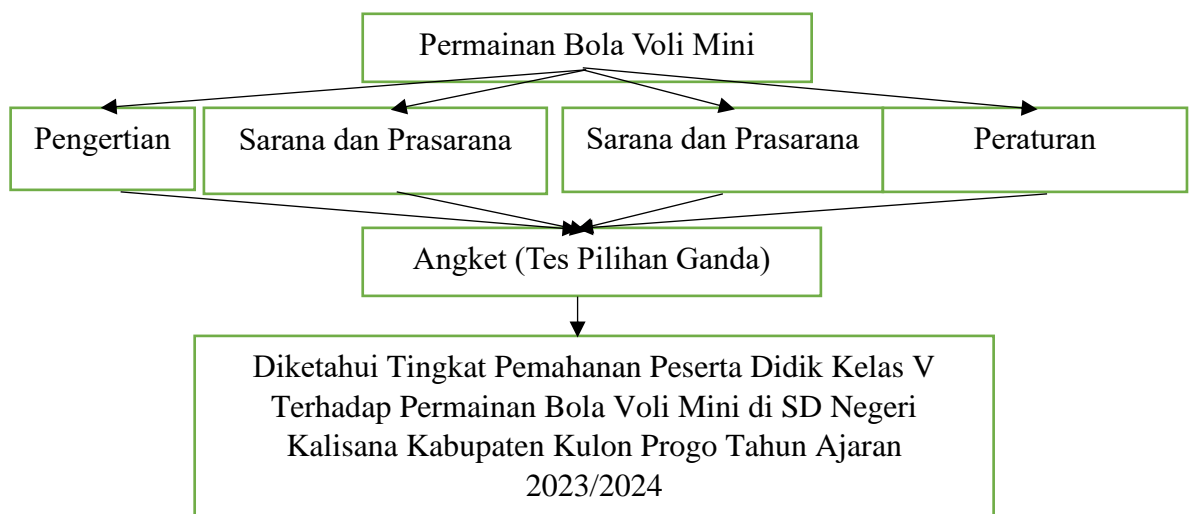 Permainan Bola Voli Mini
Pengertian
Sarana dan Prasarana
Sarana dan Prasarana
Peraturan
Angket (Tes Pilihan Ganda)
Diketahui Tingkat Pemahanan Peserta Didik Kelas V
Terhadap Permainan Bola Voli Mini di SD Negeri
Kalisana Kabupaten Kulon Progo Tahun Ajaran
2023/2024